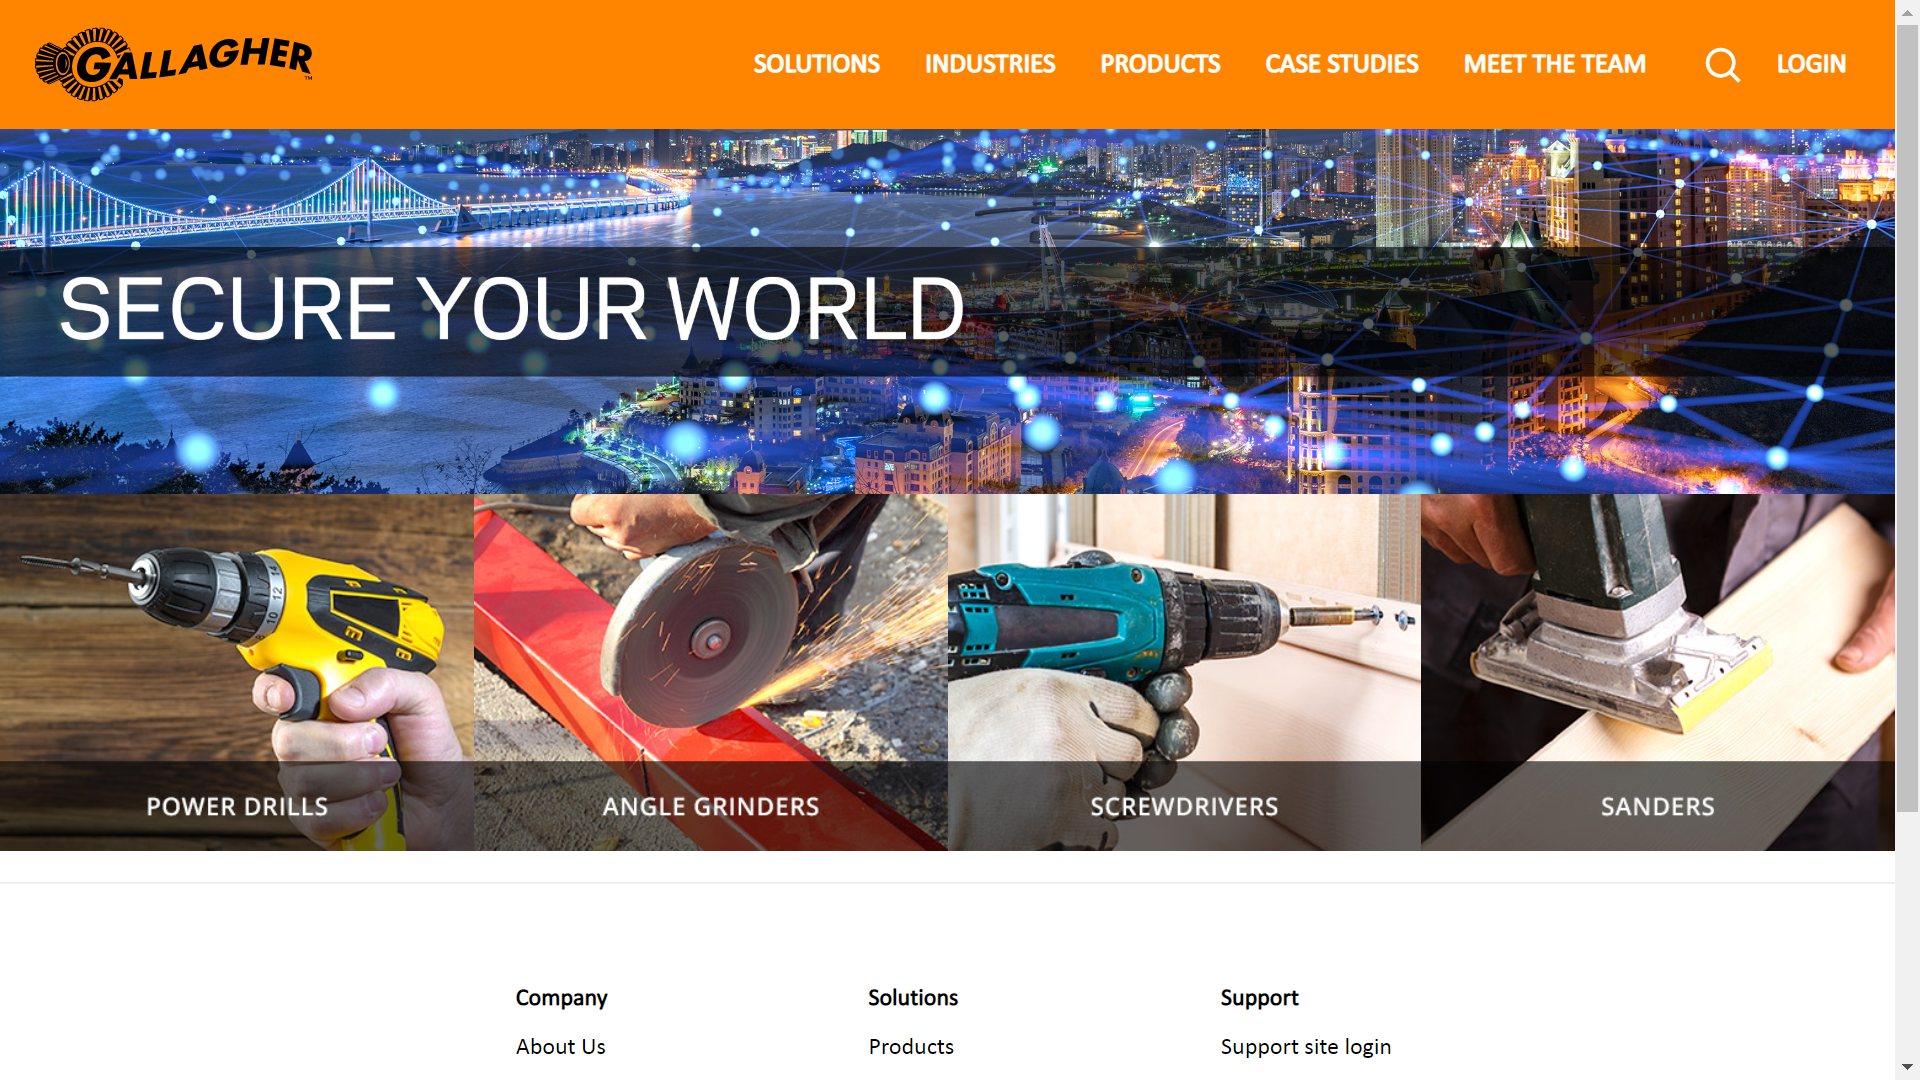 GALLAGHER™
SOLUTIONS INDUSTRIES PRODUCTS CASE STUDIES MEET THE TEAM LOGIN
SECURE YOUR WORLD
POWER DRILLS
ANGLE GRINDERS
SCREWDRIVERS
SANDERS
Company
About Us
Solutions
Products
Support
Support site login